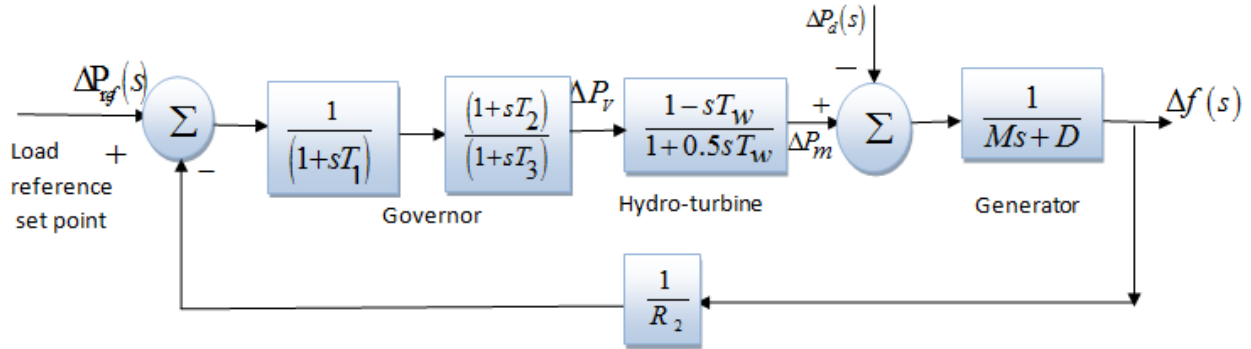 ΔP_d(s)
ΔP_ref(s)
−
ΔP_v
Σ
1
(1+sT_1)
(1+sT_2)
(1+sT_3)
1−sT_W
1+0.5sT_W
+
ΔP_m
Σ
1
Ms+D
Δf(s)
+
−
Load
reference
set point
Governor
Hydro-turbine
Generator
1
R_2